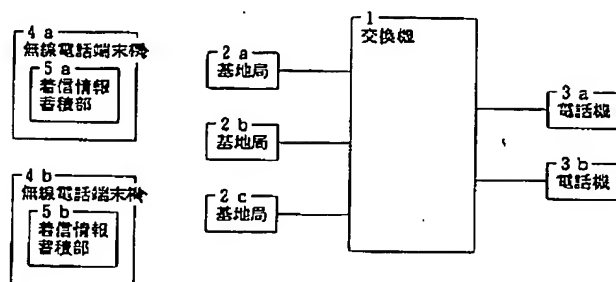 4a
無線電話端末機
5a
着信情報
蓄積部
4b
無線電話端末機
5b
着信情報
蓄積部
2a
基地局
2b
基地局
2c
基地局
1
交換機
3a
電話機
3b
電話機